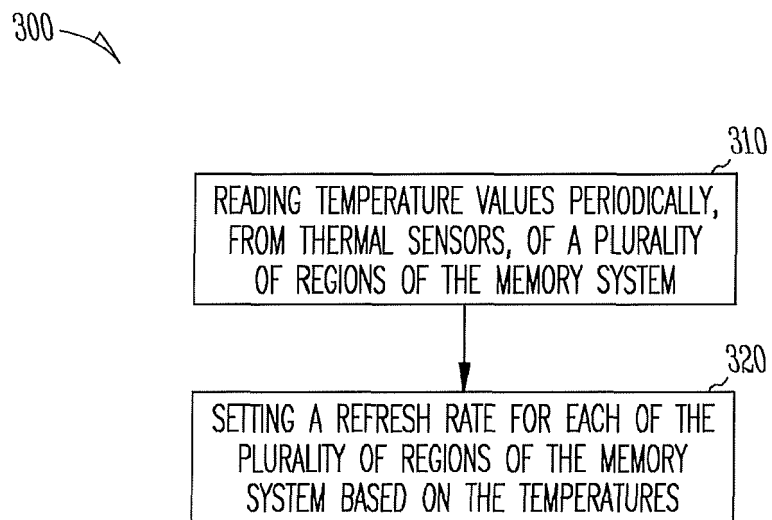 300
310
READING TEMPERATURE VALUES PERIODICALLY,
FROM THERMAL SENSORS, OF A PLURALITY
OF REGIONS OF THE MEMORY SYSTEM
320
SETTING A REFRESH RATE FOR EACH OF THE
PLURALITY OF REGIONS OF THE MEMORY
SYSTEM BASED ON THE TEMPERATURES